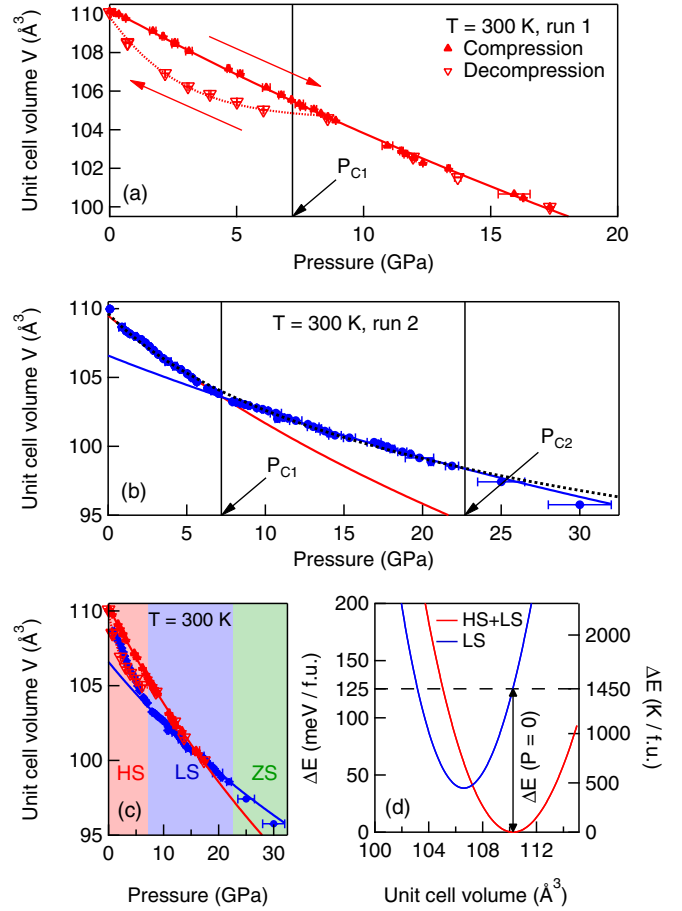 110
108
106
104
102
100
Unit cell volume V (Å³)
T = 300 K, run 1
Compression
Decompression
(a)
P_C1
0
5
10
15
20
Pressure (GPa)
110
105
100
95
Unit cell volume V (Å³)
T = 300 K, run 2
(b)
P_C1
P_C2
0
5
10
15
20
25
30
Pressure (GPa)
110
105
100
95
Unit cell volume V (Å³)
T = 300 K
HS
LS
ZS
(c)
0
10
20
30
Pressure (GPa)
200
150
125
100
50
0
ΔE (meV / f.u.)
HS+LS
LS
ΔE (P = 0)
(d)
2000
1450
1000
500
0
ΔE (K / f.u.)
100
104
108
112
Unit cell volume (Å³)